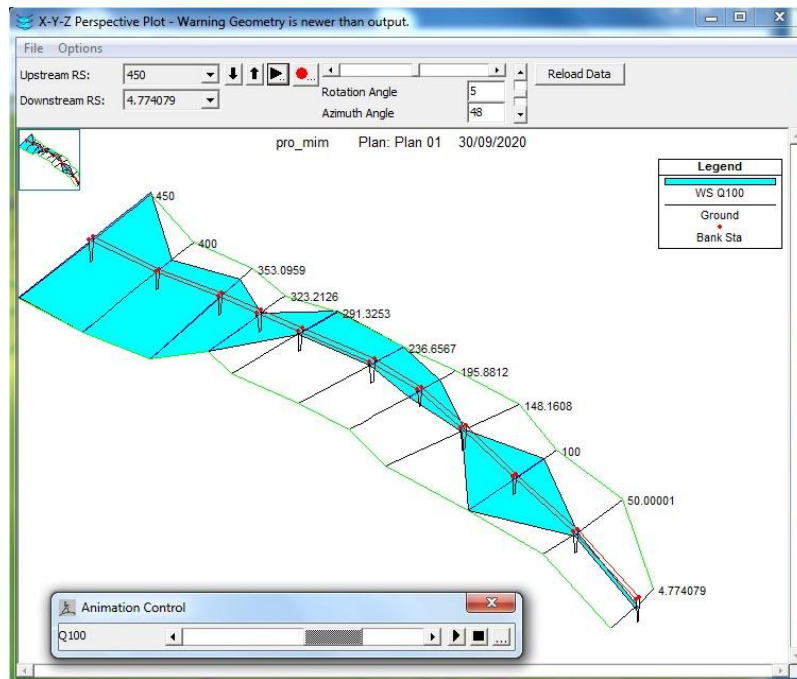 X-Y-Z Perspective Plot - Warning Geometry is newer than output.
File Options
Upstream RS: 450
Downstream RS: 4.774079
Rotation Angle 5
Azimuth Angle 48
Reload Data
pro_mim Plan: Plan 01 30/09/2020
Legend
WS Q100
Ground
Bank Sta
450
400
353.0959
323.2126
291.3253
236.6567
195.8812
148.1608
100
50.00001
4.774079
Animation Control
Q100
...